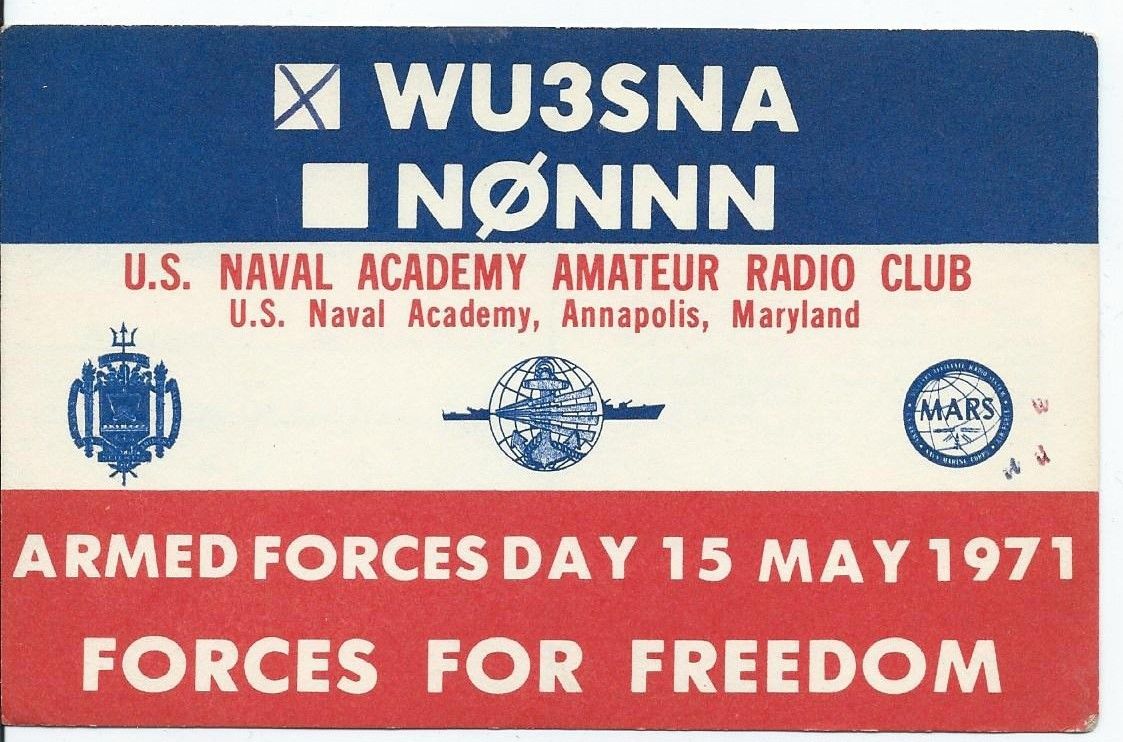 WU3SNA
NØNNN
U.S. NAVAL ACADEMY AMATEUR RADIO CLUB
U.S. Naval Academy, Annapolis, Maryland
MARS
ARMED FORCES DAY 15 MAY 1971
FORCES FOR FREEDOM